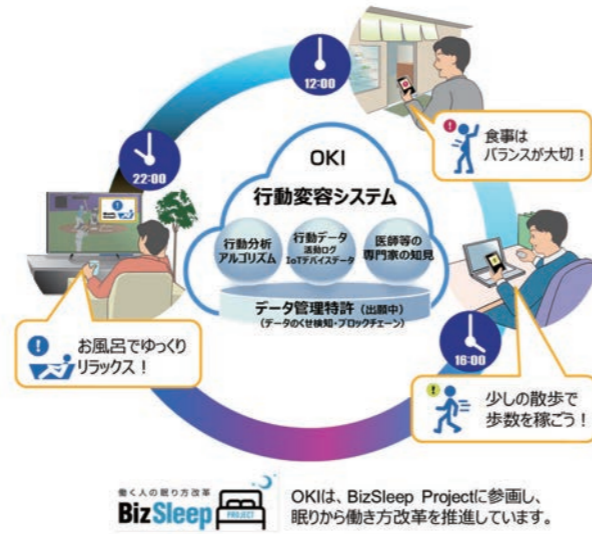 12:00
食事は
バランスが大切！
22:00
OKI
行動変容システム
行動分析
アルゴリズム
行動データ
活動ログ
IoTデバイスデータ
医師等の
専門家の知見
データ管理特許（出願中）
（データのくせ検知・ブロックチェーン）
16:00
お風呂でゆっくり
リラックス！
少しの散歩で
歩数を稼ごう！
働く人の眠り方改革
BizSleep PROJECT
OKIは、BizSleep Projectに参画し、
眠りから働き方改革を推進しています。